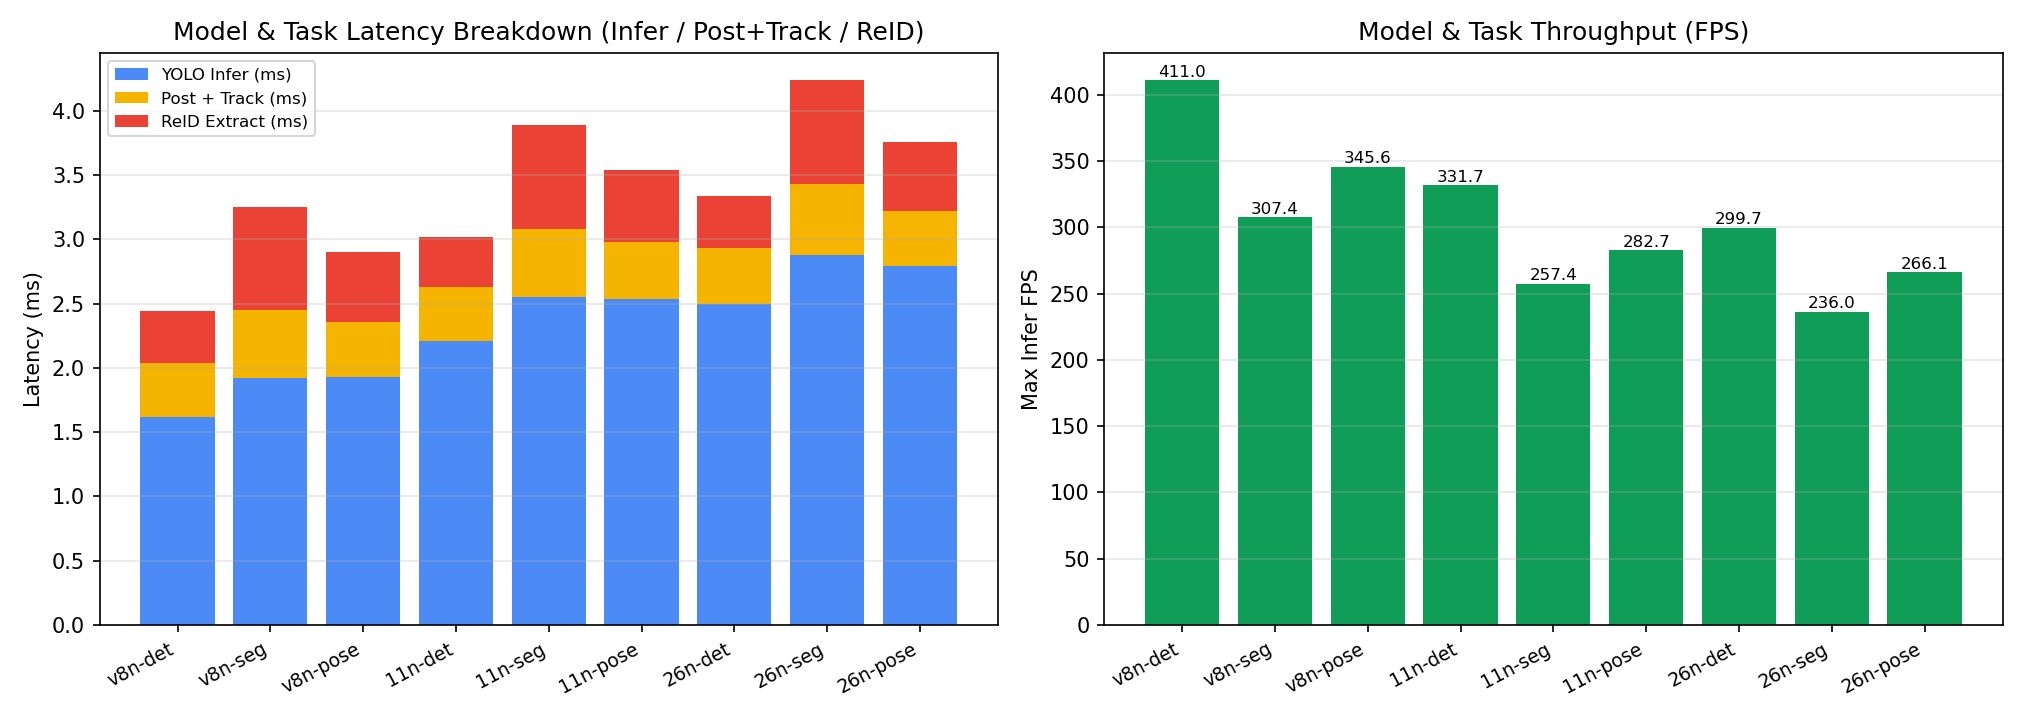 Model & Task Latency Breakdown (Infer / Post+Track / ReID)
YOLO Infer (ms)
Post + Track (ms)
ReID Extract (ms)
Latency (ms)
4.0
3.5
3.0
2.5
2.0
1.5
1.0
0.5
0.0
v8n-det
v8n-seg
v8n-pose
11n-det
11n-seg
11n-pose
26n-det
26n-seg
26n-pose
Model & Task Throughput (FPS)
Max Infer FPS
400
350
300
250
200
150
100
50
0
411.0
307.4
345.6
331.7
257.4
282.7
299.7
236.0
266.1
v8n-det
v8n-seg
v8n-pose
11n-det
11n-seg
11n-pose
26n-det
26n-seg
26n-pose